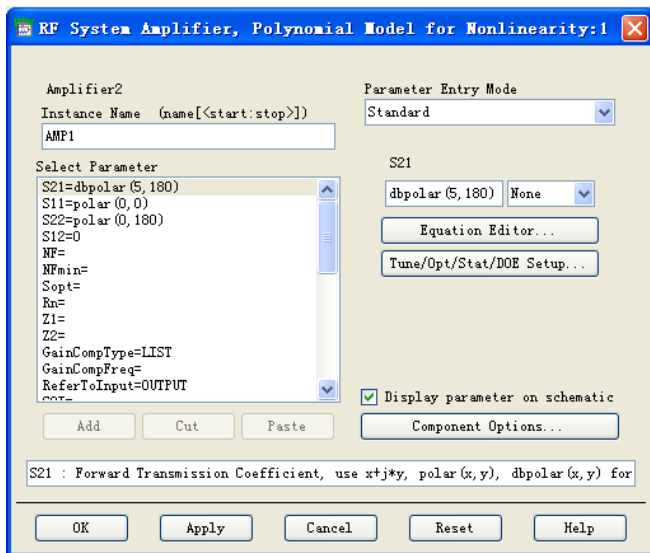 RF System Amplifier, Polynomial Model for Nonlinearity:1
Amplifier2
Instance Name (name[<start:stop>])
AMP1
Select Parameter
S21=dbpolar(5,180)
S11=polar(0,0)
S22=polar(0,180)
S12=0
NF=
NFmin=
Sopt=
Rn=
Z1=
Z2=
GainCompType=LIST
GainCompFreq=
ReferToInput=OUTPUT
Add
Cut
Paste
Parameter Entry Mode
Standard
S21
dbpolar(5,180)
None
Equation Editor...
Tune/Opt/Stat/DOE Setup...
Display parameter on schematic
Component Options...
S21 : Forward Transmission Coefficient, use x+j*y, polar(x,y), dbpolar(x,y) for
OK
Apply
Cancel
Reset
Help